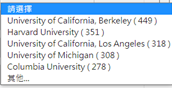 請選擇
University of California, Berkeley ( 449 )
Harvard University ( 351 )
University of California, Los Angeles ( 318 )
University of Michigan ( 308 )
Columbia University ( 278 )
其他...